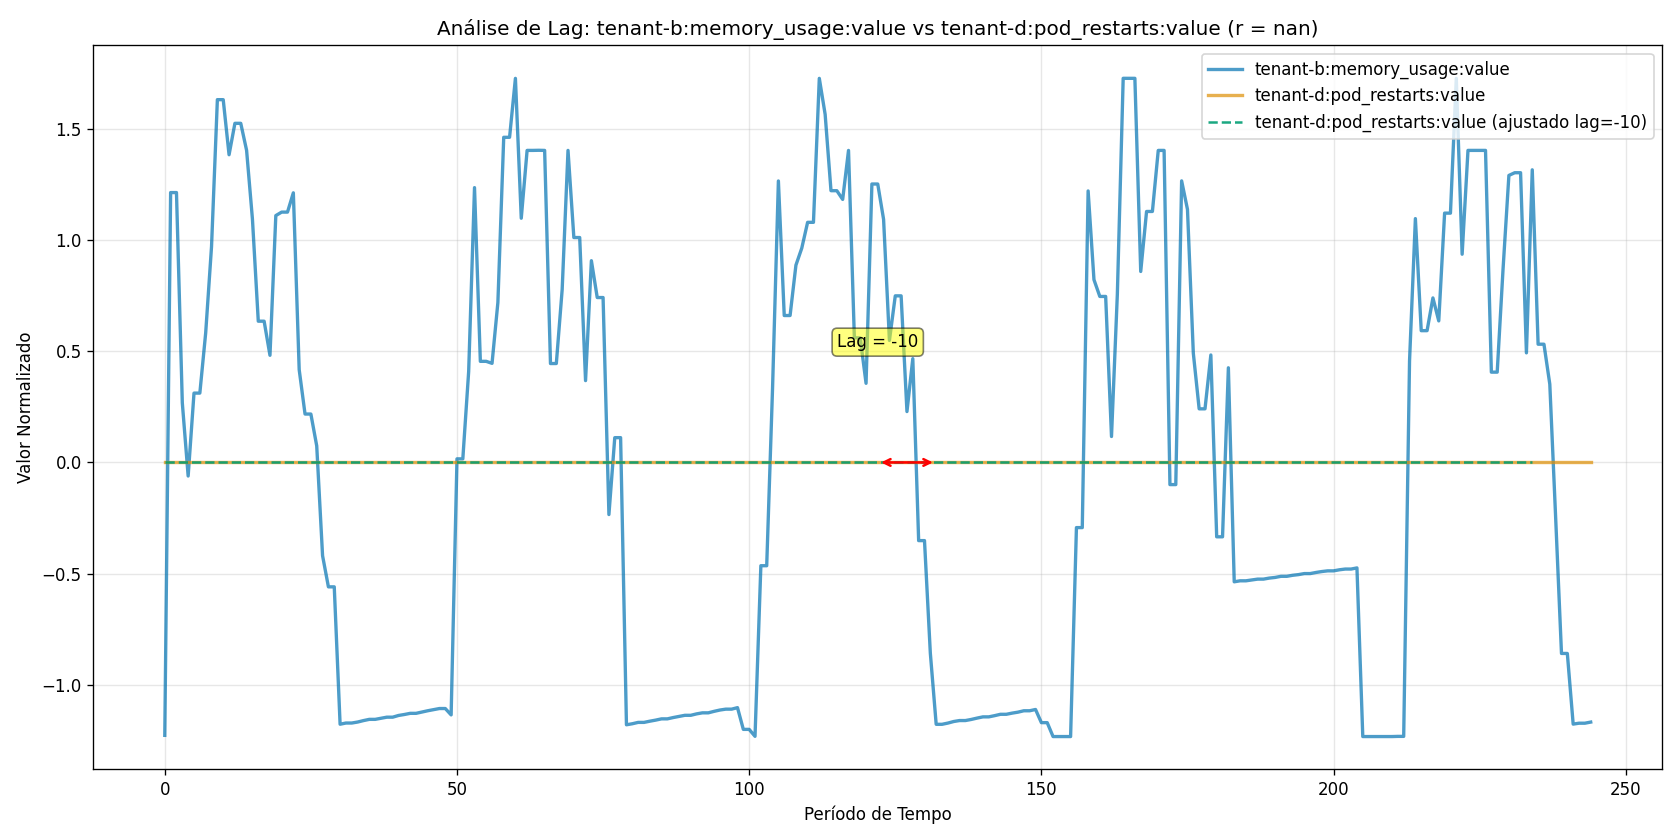 Análise de Lag: tenant-b:memory_usage:value vs tenant-d:pod_restarts:value (r = nan)
tenant-b:memory_usage:value
tenant-d:pod_restarts:value
tenant-d:pod_restarts:value (ajustado lag=-10)
Valor Normalizado
1.5
1.0
0.5
0.0
−0.5
−1.0
Lag = -10
0
50
100
150
200
250
Período de Tempo